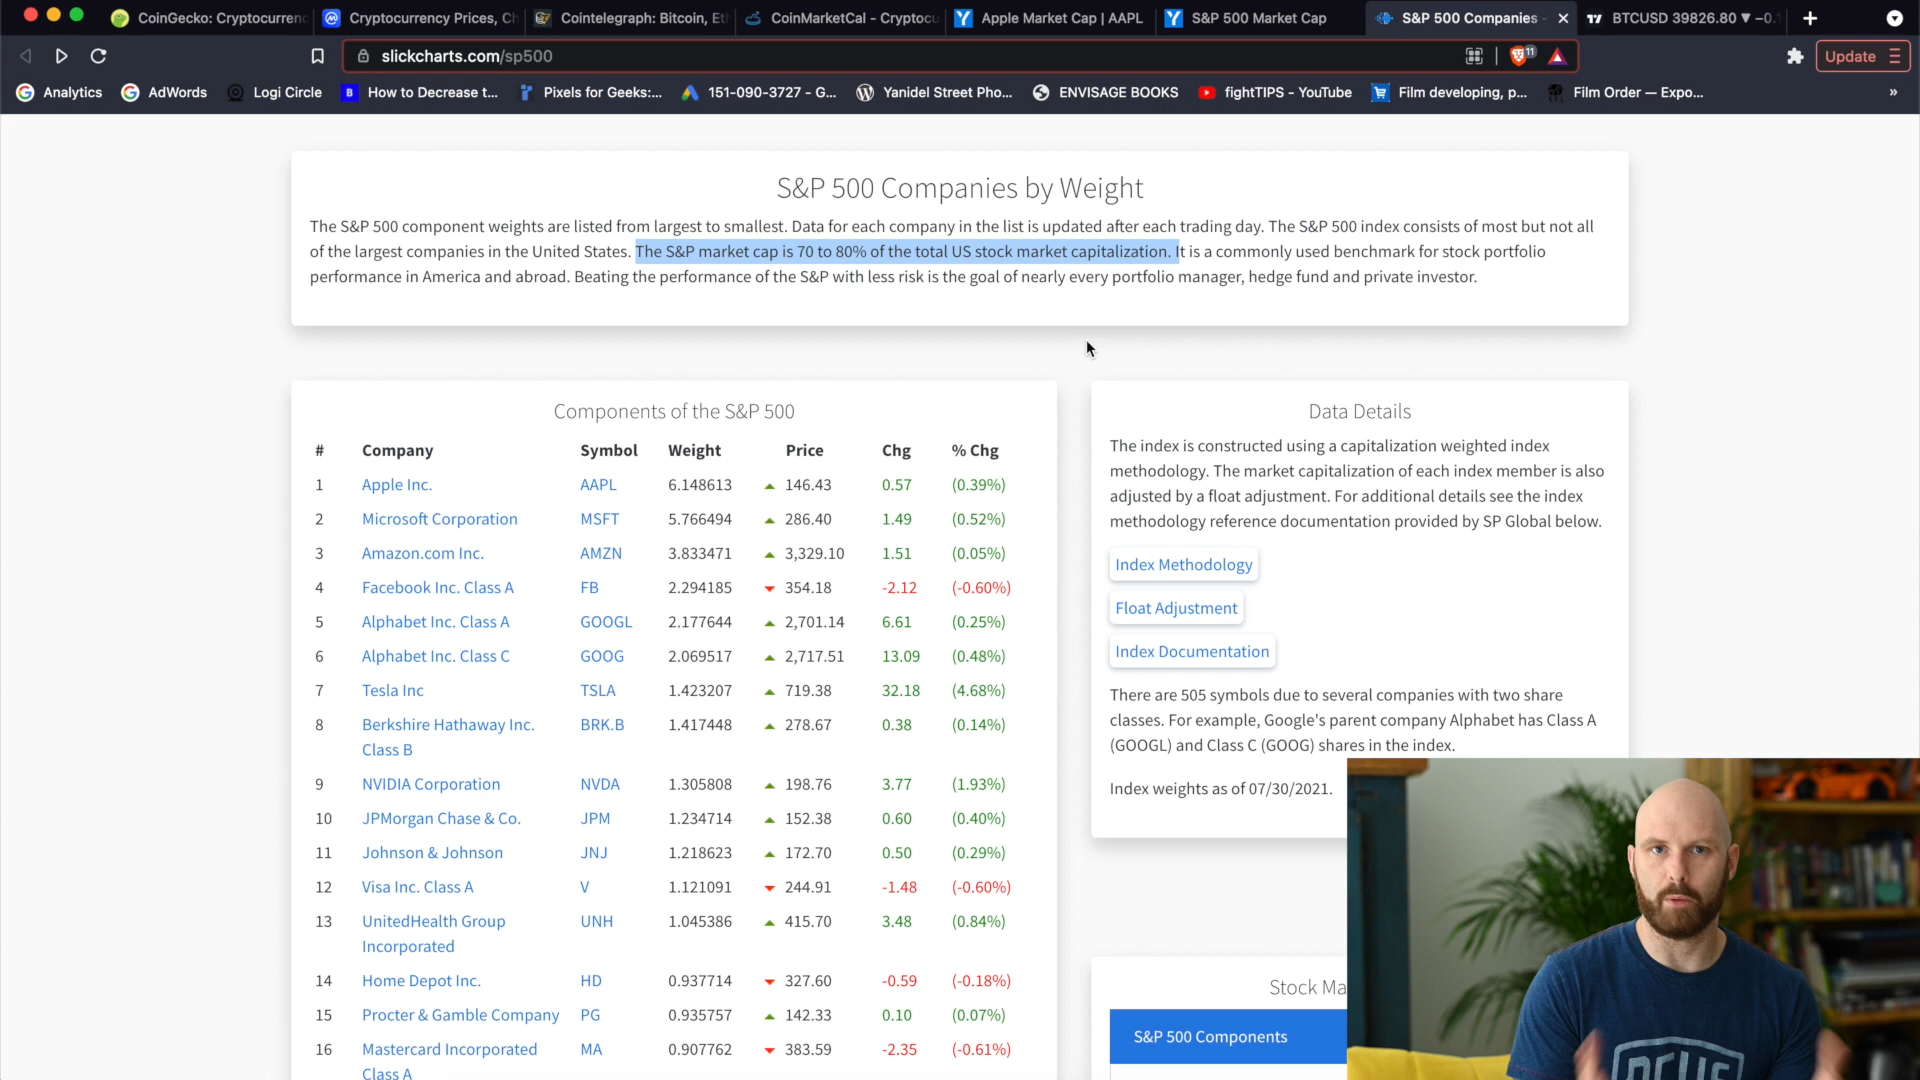 CoinGecko: Cryptocurrenc
Cryptocurrency Prices, Ch
Cointelegraph: Bitcoin, Et
CoinMarketCal - Cryptocu
Apple Market Cap | AAPL
S&P 500 Market Cap
S&P 500 Companies -
BTCUSD 39826.80 ▼ −0.
slickcharts.com/sp500
11
Update
Analytics
AdWords
Logi Circle
How to Decrease t...
Pixels for Geeks:...
151-090-3727 - G...
Yanidel Street Pho...
ENVISAGE BOOKS
fightTIPS - YouTube
Film developing, p...
Film Order — Expo...
»
S&P 500 Companies by Weight
The S&P 500 component weights are listed from largest to smallest. Data for each company in the list is updated after each trading day. The S&P 500 index consists of most but not all
of the largest companies in the United States. The S&P market cap is 70 to 80% of the total US stock market capitalization. It is a commonly used benchmark for stock portfolio
performance in America and abroad. Beating the performance of the S&P with less risk is the goal of nearly every portfolio manager, hedge fund and private investor.
Components of the S&P 500
# Company Symbol Weight Price Chg % Chg
1 Apple Inc. AAPL 6.148613 146.43 0.57 (0.39%)
2 Microsoft Corporation MSFT 5.766494 286.40 1.49 (0.52%)
3 Amazon.com Inc. AMZN 3.833471 3,329.10 1.51 (0.05%)
4 Facebook Inc. Class A FB 2.294185 354.18 -2.12 (-0.60%)
5 Alphabet Inc. Class A GOOGL 2.177644 2,701.14 6.61 (0.25%)
6 Alphabet Inc. Class C GOOG 2.069517 2,717.51 13.09 (0.48%)
7 Tesla Inc TSLA 1.423207 719.38 32.18 (4.68%)
8 Berkshire Hathaway Inc. BRK.B 1.417448 278.67 0.38 (0.14%)
Class B
9 NVIDIA Corporation NVDA 1.305808 198.76 3.77 (1.93%)
10 JPMorgan Chase & Co. JPM 1.234714 152.38 0.60 (0.40%)
11 Johnson & Johnson JNJ 1.218623 172.70 0.50 (0.29%)
12 Visa Inc. Class A V 1.121091 244.91 -1.48 (-0.60%)
13 UnitedHealth Group UNH 1.045386 415.70 3.48 (0.84%)
Incorporated
14 Home Depot Inc. HD 0.937714 327.60 -0.59 (-0.18%)
15 Procter & Gamble Company PG 0.935757 142.33 0.10 (0.07%)
16 Mastercard Incorporated MA 0.907762 383.59 -2.35 (-0.61%)
Class A
Data Details
The index is constructed using a capitalization weighted index
methodology. The market capitalization of each index member is also
adjusted by a float adjustment. For additional details see the index
methodology reference documentation provided by SP Global below.
Index Methodology
Float Adjustment
Index Documentation
There are 505 symbols due to several companies with two share
classes. For example, Google's parent company Alphabet has Class A
(GOOGL) and Class C (GOOG) shares in the index.
Index weights as of 07/30/2021.
Stock Ma
S&P 500 Components